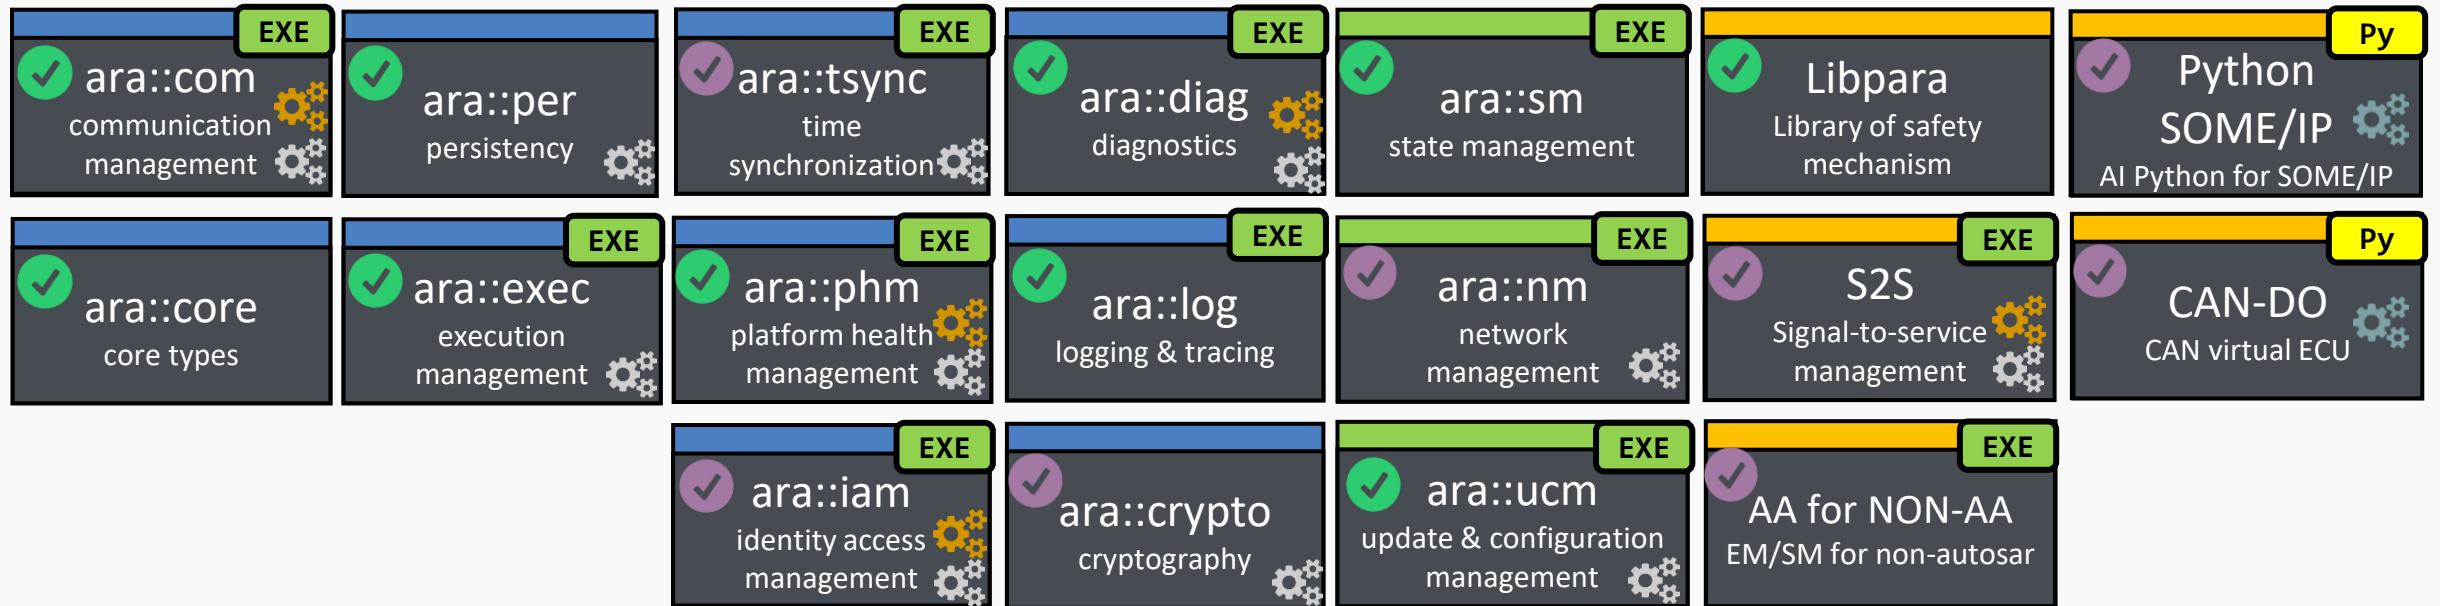 EXE
ara::com
communication
management
ara::per
persistency
EXE
ara::tsync
time
synchronization
EXE
ara::diag
diagnostics
EXE
ara::sm
state management
Libpara
Library of safety
mechanism
Py
Python
SOME/IP
AI Python for SOME/IP
ara::core
core types
EXE
ara::exec
execution
management
EXE
ara::phm
platform health
management
EXE
ara::log
logging & tracing
EXE
ara::nm
network
management
EXE
S2S
Signal-to-service
management
Py
CAN-DO
CAN virtual ECU
EXE
ara::iam
identity access
management
ara::crypto
cryptography
EXE
ara::ucm
update & configuration
management
EXE
AA for NON-AA
EM/SM for non-autosar